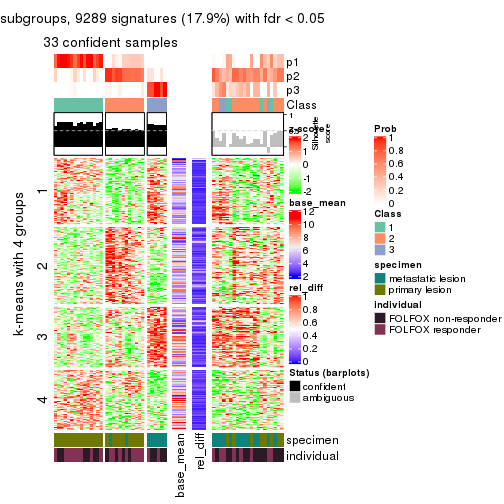 subgroups, 9289 signatures (17.9%) with fdr < 0.05
33 confident samples
p1
p2
p3
Class
1
Silhouette
score
z-score
2
1
0
-1
-2
base_mean
12
10
8
6
4
2
rel_diff
1
0.8
0.6
0.4
0.2
0
Status (barplots)
confident
ambiguous
Prob
1
0.8
0.6
0.4
0.2
0
Class
1
2
3
specimen
metastatic lesion
primary lesion
individual
FOLFOX non-responder
FOLFOX responder
k-means with 4 groups
1
2
3
4
specimen
individual
base_mean
rel_diff